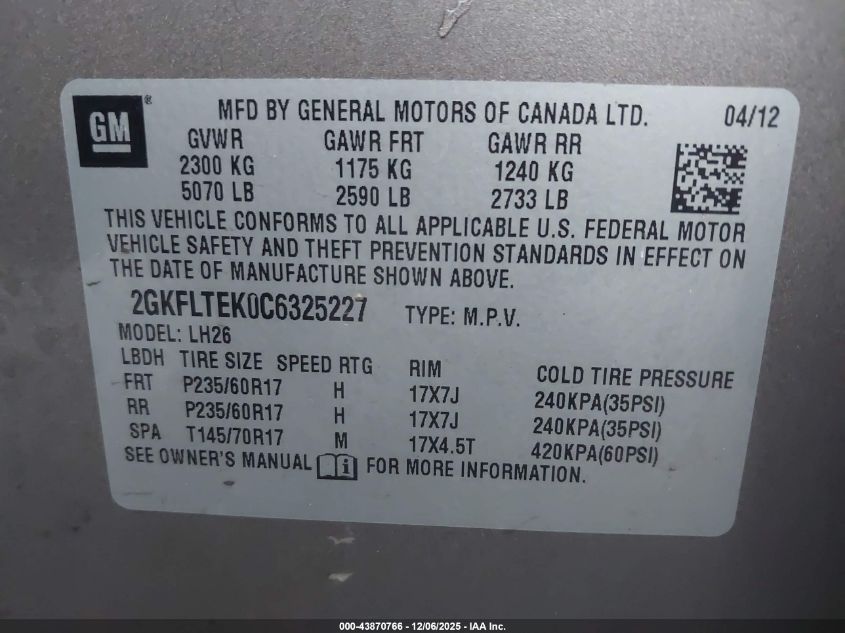 GM® MFD BY GENERAL MOTORS OF CANADA LTD. 04/12
GVWR GAWR FRT GAWR RR
2300 KG 1175 KG 1240 KG
5070 LB 2590 LB 2733 LB
THIS VEHICLE CONFORMS TO ALL APPLICABLE U.S. FEDERAL MOTOR
VEHICLE SAFETY AND THEFT PREVENTION STANDARDS IN EFFECT ON
THE DATE OF MANUFACTURE SHOWN ABOVE.
2GKFLTEK0C6325227 TYPE: M.P.V.
MODEL: LH26
LBDH TIRE SIZE SPEED RTG RIM COLD TIRE PRESSURE
FRT P235/60R17 H 17X7J 240KPA(35PSI)
RR P235/60R17 H 17X7J 240KPA(35PSI)
SPA T145/70R17 M 17X4.5T 420KPA(60PSI)
SEE OWNER'S MANUAL i FOR MORE INFORMATION.
000-43870766 - 12/06/2025 - IAA Inc.